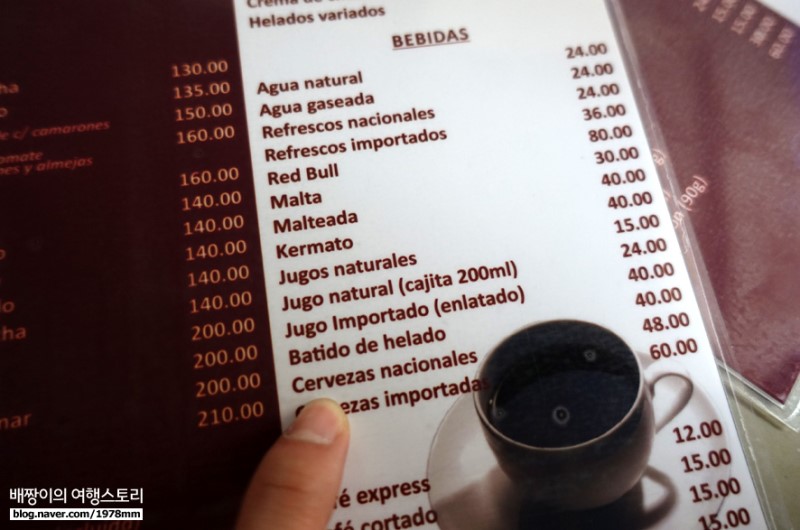 Helados variados
BEBIDAS
Agua natural 24.00
Agua gaseada 24.00
Refrescos nacionales 24.00
Refrescos importados 36.00
Red Bull 80.00
Malta 30.00
Malteada 40.00
Kermato 40.00
Jugos naturales 15.00
Jugo natural (cajita 200ml) 24.00
Jugo Importado (enlatado) 40.00
Batido de helado 40.00
Cervezas nacionales 48.00
importadas 60.00
express 12.00
cortado 15.00
15.00
15.00
130.00
135.00
150.00
c/ camarones 160.00
y almejas
160.00
140.00
140.00
140.00
140.00
140.00
200.00
200.00
200.00
210.00
(90g)
배짱이의 여행스토리
blog.naver.com/1978mm